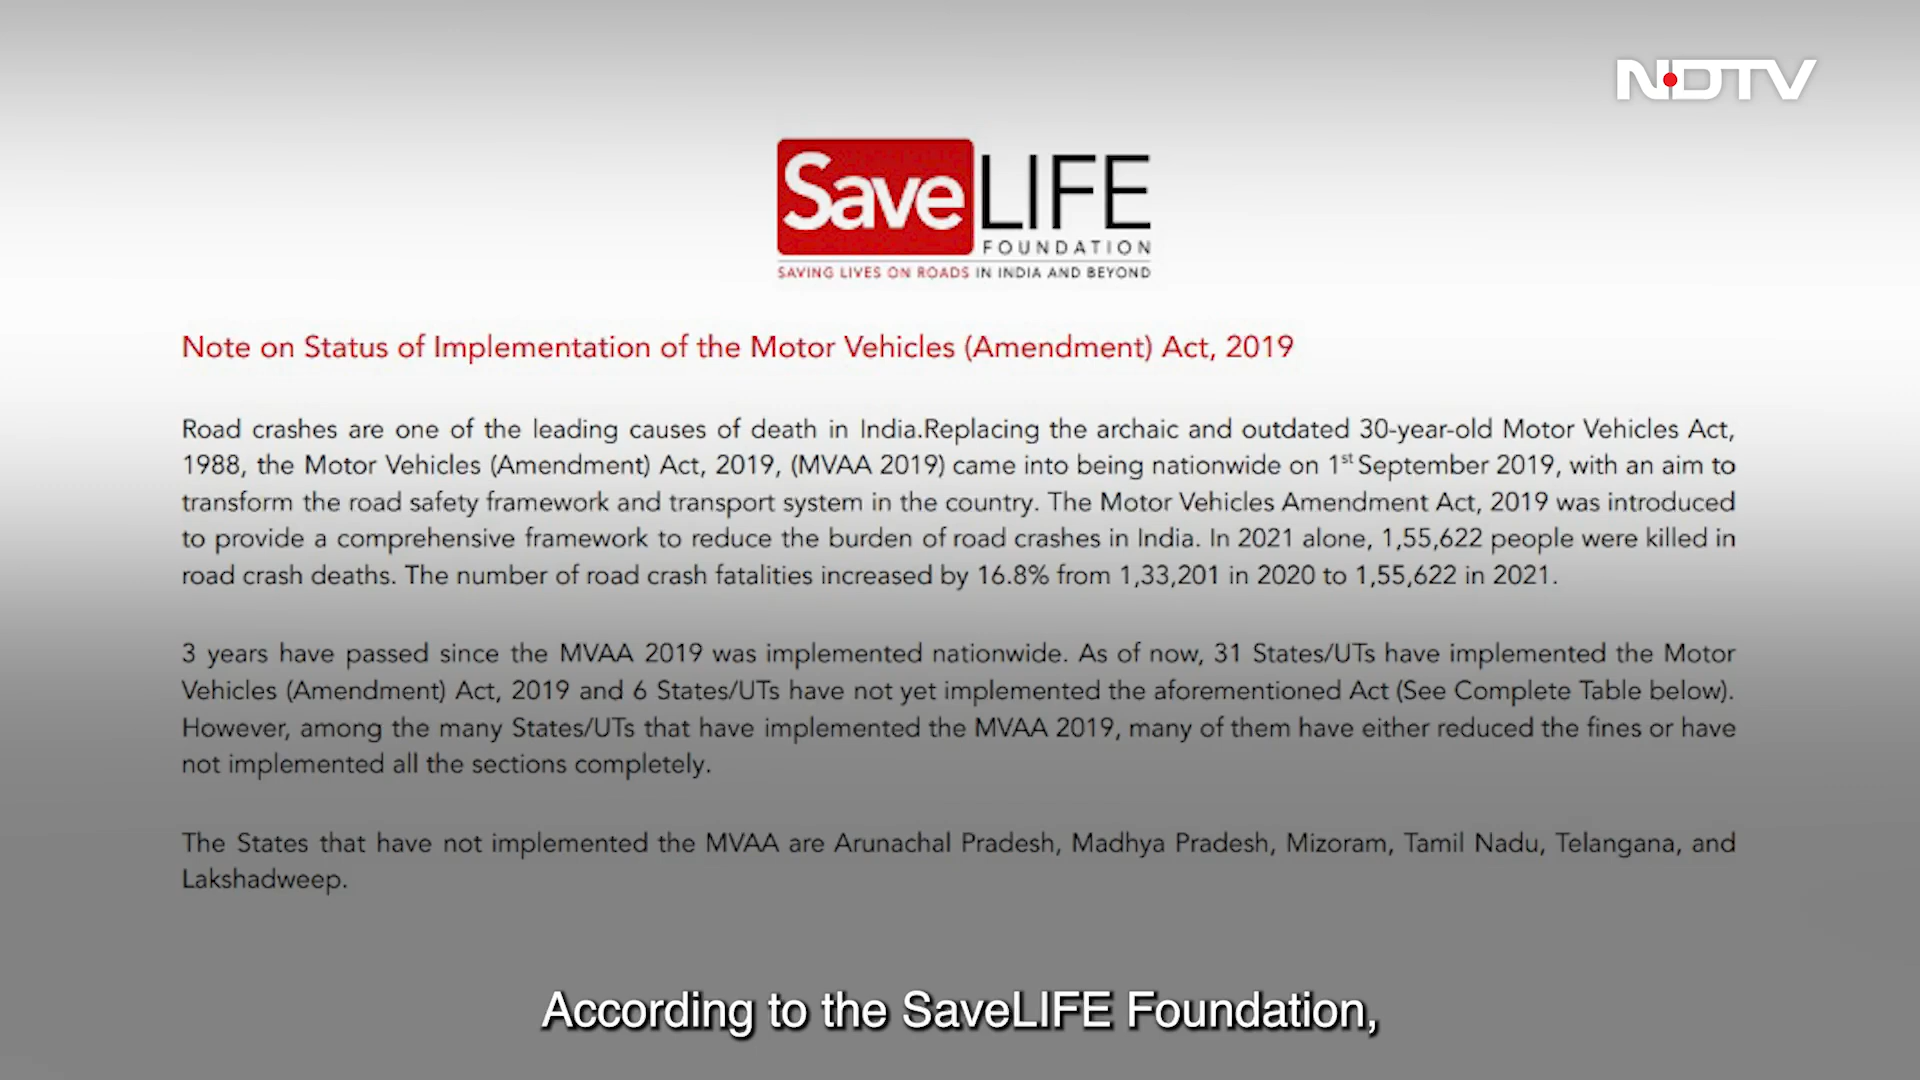 NDTV
Save LIFE
FOUNDATION
SAVING LIVES ON ROADS IN INDIA AND BEYOND
Note on Status of Implementation of the Motor Vehicles (Amendment) Act, 2019
Road crashes are one of the leading causes of death in India.Replacing the archaic and outdated 30-year-old Motor Vehicles Act,
1988, the Motor Vehicles (Amendment) Act, 2019, (MVAA 2019) came into being nationwide on 1st September 2019, with an aim to
transform the road safety framework and transport system in the country. The Motor Vehicles Amendment Act, 2019 was introduced
to provide a comprehensive framework to reduce the burden of road crashes in India. In 2021 alone, 1,55,622 people were killed in
road crash deaths. The number of road crash fatalities increased by 16.8% from 1,33,201 in 2020 to 1,55,622 in 2021.
3 years have passed since the MVAA 2019 was implemented nationwide. As of now, 31 States/UTs have implemented the Motor
Vehicles (Amendment) Act, 2019 and 6 States/UTs have not yet implemented the aforementioned Act (See Complete Table below).
However, among the many States/UTs that have implemented the MVAA 2019, many of them have either reduced the fines or have
not implemented all the sections completely.
The States that have not implemented the MVAA are Arunachal Pradesh, Madhya Pradesh, Mizoram, Tamil Nadu, Telangana, and
Lakshadweep.
According to the SaveLIFE Foundation,